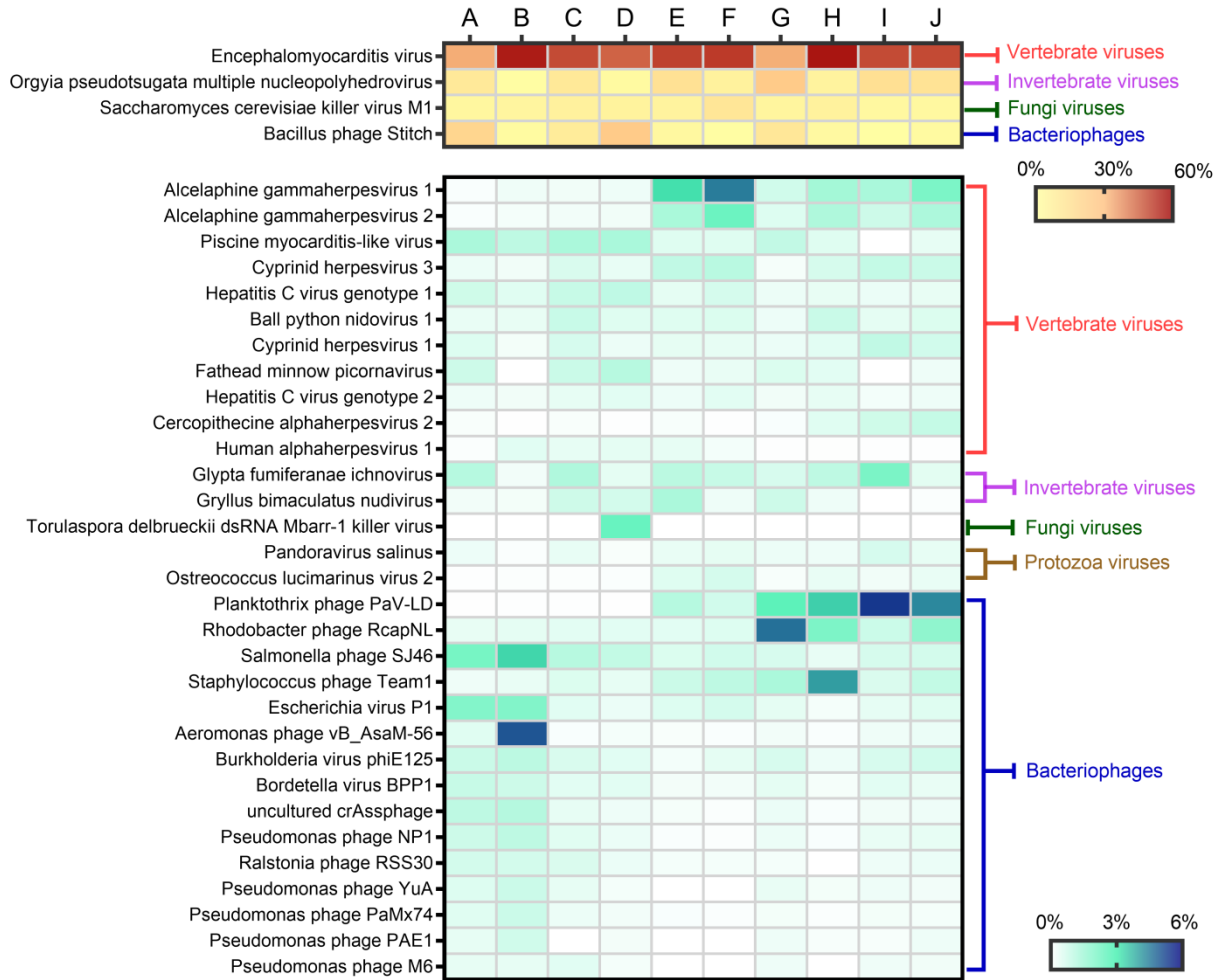 A B C D E F G H I J
Encephalomyocarditis virus
Vertebrate viruses
Orgyia pseudotsugata multiple nucleopolyhedrovirus
Invertebrate viruses
Saccharomyces cerevisiae killer virus M1
Fungi viruses
Bacillus phage Stitch
Bacteriophages
0% 30% 60%
Alcelaphine gammaherpesvirus 1
Alcelaphine gammaherpesvirus 2
Piscine myocarditis-like virus
Cyprinid herpesvirus 3
Hepatitis C virus genotype 1
Ball python nidovirus 1
Vertebrate viruses
Cyprinid herpesvirus 1
Fathead minnow picornavirus
Hepatitis C virus genotype 2
Cercopithecine alphaherpesvirus 2
Human alphaherpesvirus 1
Glypta fumiferanae ichnovirus
Invertebrate viruses
Gryllus bimaculatus nudivirus
Torulaspora delbrueckii dsRNA Mbarr-1 killer virus
Fungi viruses
Pandoravirus salinus
Protozoa viruses
Ostreococcus lucimarinus virus 2
Planktothrix phage PaV-LD
Rhodobacter phage RcapNL
Salmonella phage SJ46
Staphylococcus phage Team1
Escherichia virus P1
Aeromonas phage vB_AsaM-56
Burkholderia virus phiE125
Bacteriophages
Bordetella virus BPP1
uncultured crAssphage
Pseudomonas phage NP1
Ralstonia phage RSS30
Pseudomonas phage YuA
Pseudomonas phage PaMx74
Pseudomonas phage PAE1
Pseudomonas phage M6
0% 3% 6%